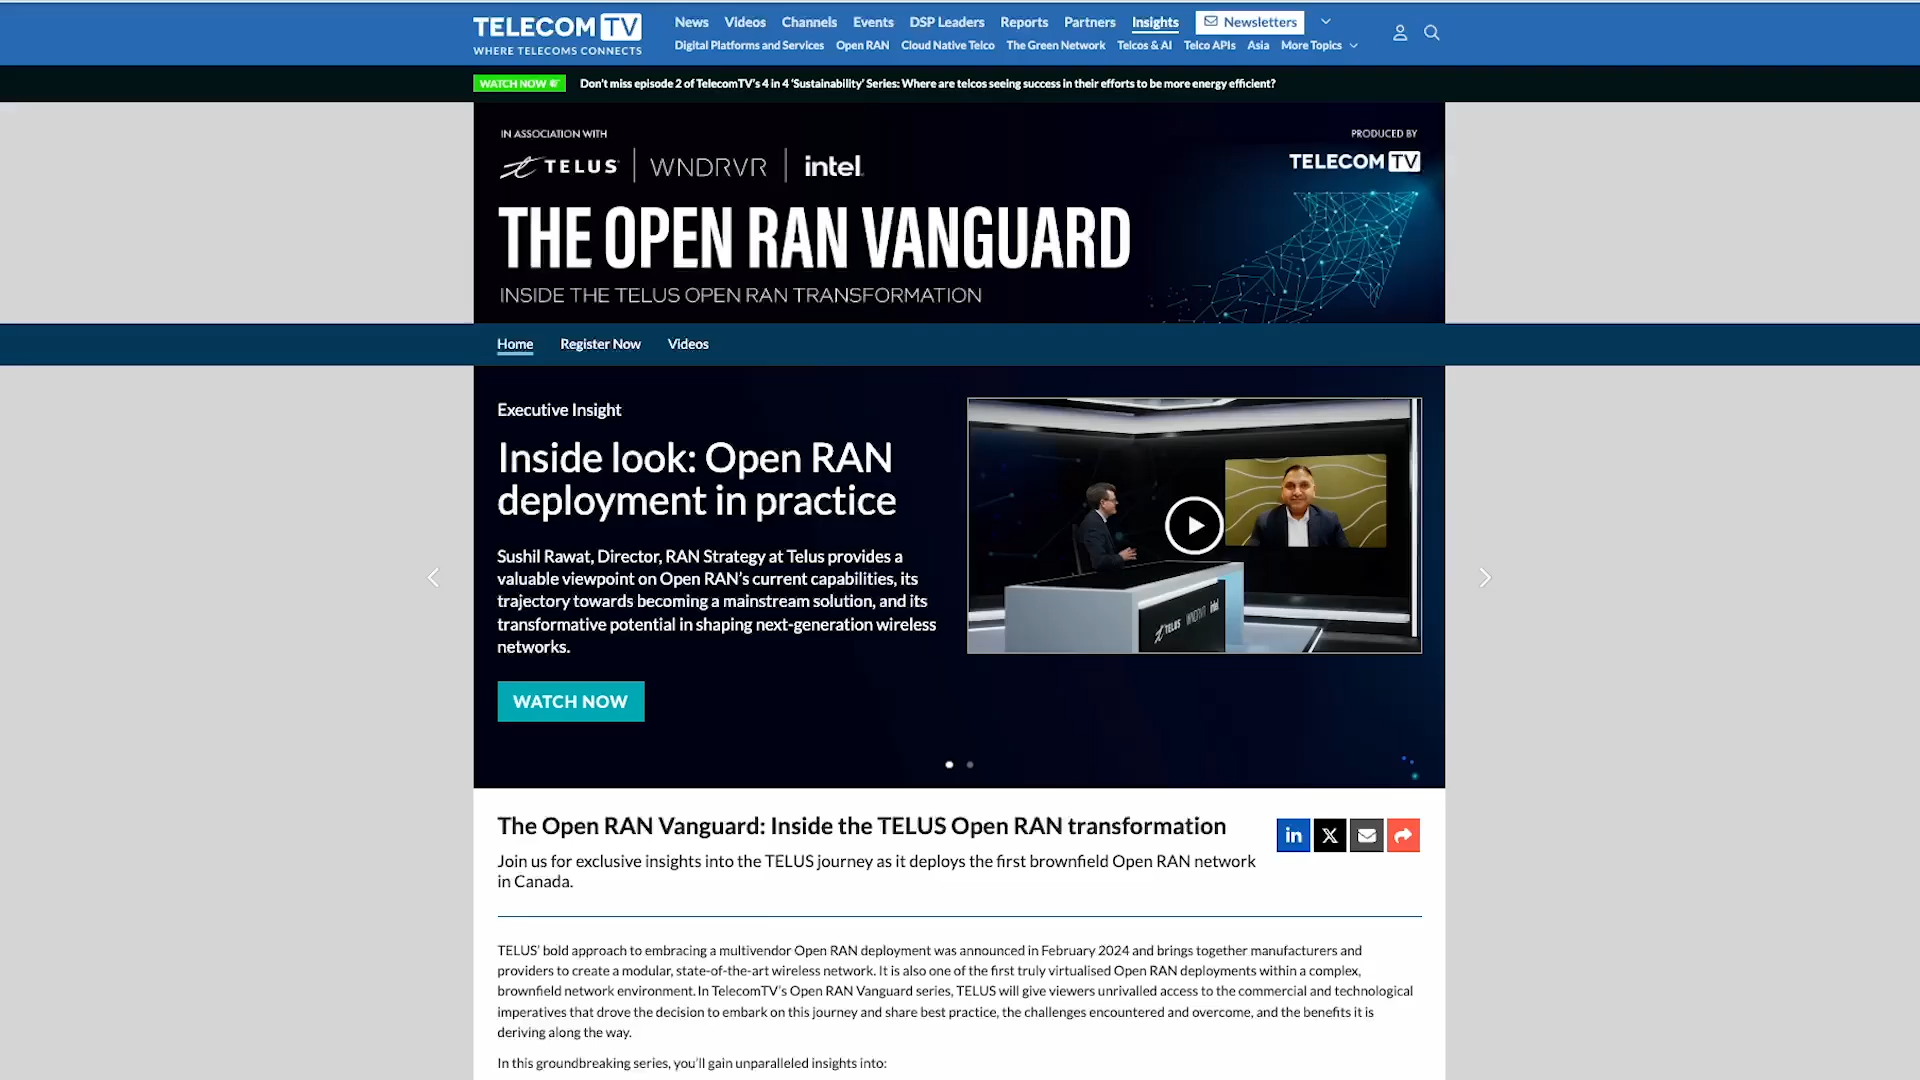 TELECOM TV
WHERE TELECOMS CONNECTS
News Videos Channels Events DSP Leaders Reports Partners Insights Newsletters
Digital Platforms and Services Open RAN Cloud Native Telco The Green Network Telcos & AI Telco APIs Asia More Topics
WATCH NOW Don't miss episode 2 of TelecomTV's 4 in 4 ‘Sustainability’ Series: Where are telcos seeing success in their efforts to be more energy efficient?
IN ASSOCIATION WITH
TELUS WNDRVR intel
PRODUCED BY
TELECOM TV
THE OPEN RAN VANGUARD
INSIDE THE TELUS OPEN RAN TRANSFORMATION
Home Register Now Videos
Executive Insight
Inside look: Open RAN
deployment in practice
Sushil Rawat, Director, RAN Strategy at Telus provides a
valuable viewpoint on Open RAN’s current capabilities, its
trajectory towards becoming a mainstream solution, and its
transformative potential in shaping next-generation wireless
networks.
WATCH NOW
TELUS WNDRVR intel
The Open RAN Vanguard: Inside the TELUS Open RAN transformation
in X
Join us for exclusive insights into the TELUS journey as it deploys the first brownfield Open RAN network
in Canada.
TELUS’ bold approach to embracing a multivendor Open RAN deployment was announced in February 2024 and brings together manufacturers and
providers to create a modular, state-of-the-art wireless network. It is also one of the first truly virtualised Open RAN deployments within a complex,
brownfield network environment. In TelecomTV’s Open RAN Vanguard series, TELUS will give viewers unrivalled access to the commercial and technological
imperatives that drove the decision to embark on this journey and share best practice, the challenges encountered and overcome, and the benefits it is
deriving along the way.
In this groundbreaking series, you’ll gain unparalleled insights into: